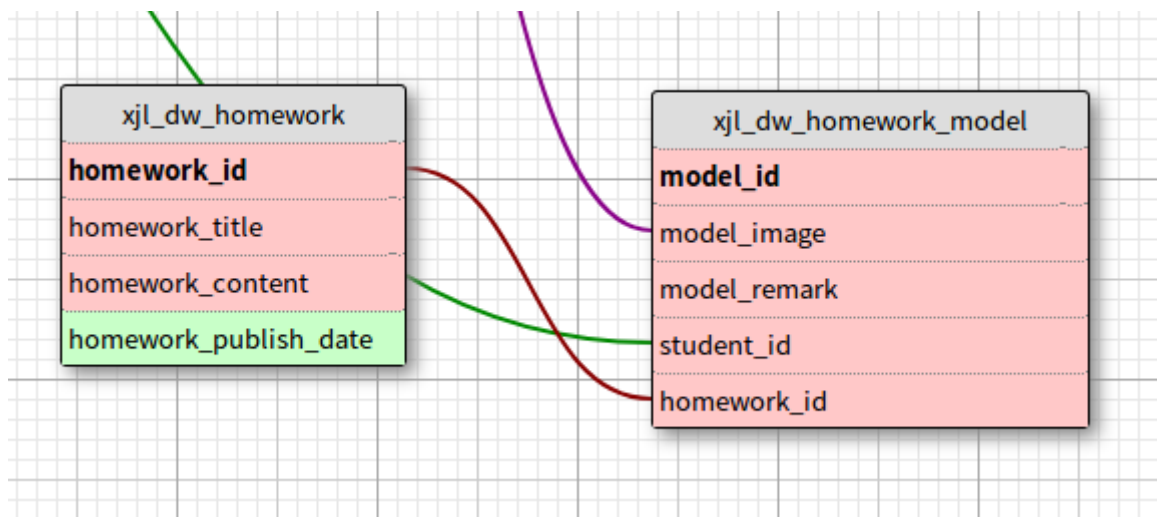 xjl_dw_homework
homework_id
homework_title
homework_content
homework_publish_date
xjl_dw_homework_model
model_id
model_image
model_remark
student_id
homework_id